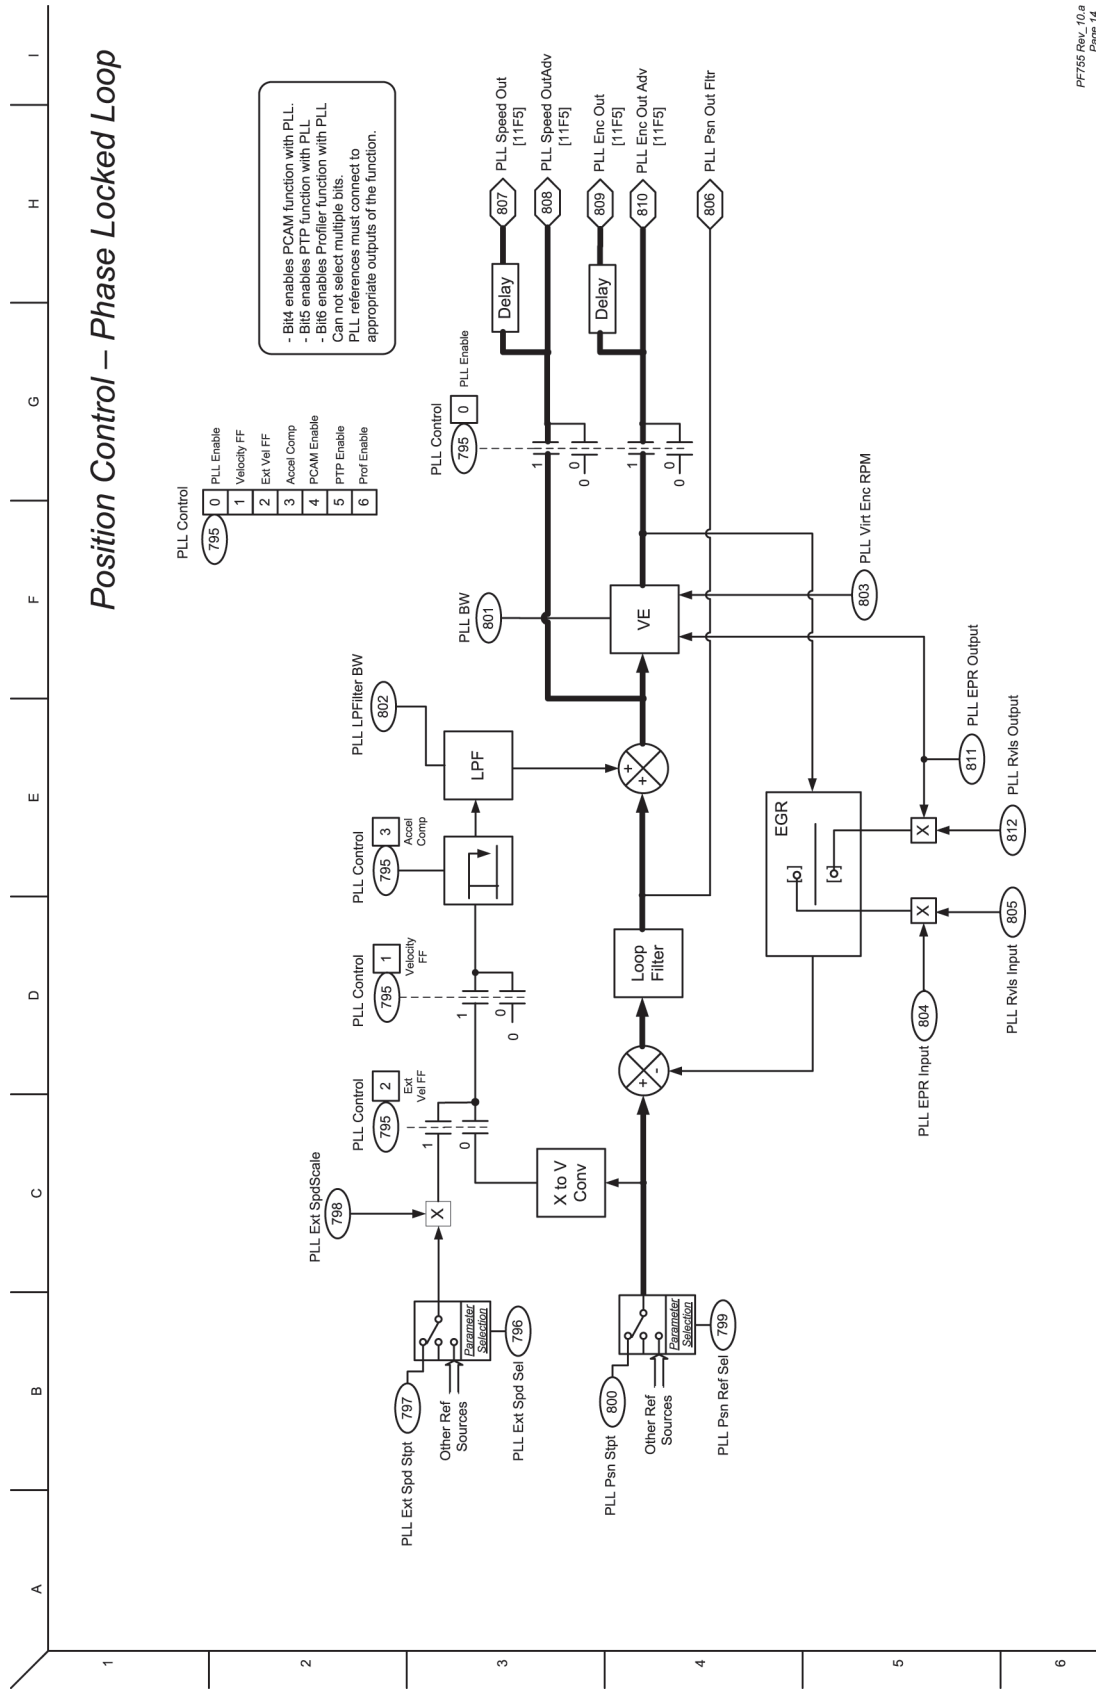 Position Control – Phase Locked Loop
A
B
C
D
E
F
G
H
I
1
2
3
4
5
6
PLL Control
795
0 PLL Enable
1 Velocity FF
2 Ext Vel FF
3 Accel Comp
4 PCAM Enable
5 PTP Enable
6 Prof Enable
- Bit4 enables PCAM function with PLL.
- Bit5 enables PTP function with PLL
- Bit6 enables Profiler function with PLL
Can not select multiple bits.
PLL references must connect to
appropriate outputs of the function.
PLL Ext Spd Stpt
797
Other Ref
Sources
Parameter
Selection
PLL Ext Spd Sel
796
PLL Ext SpdScale
798
X
PLL Control
795
2
Ext
Vel FF
1
0
PLL Control
795
1
Velocity
FF
1
0
0
PLL Control
795
3
Accel
Comp
PLL LPFilter BW
802
LPF
PLL BW
801
PLL Control
795
0
PLL Enable
1
0
0
1
0
0
Delay
807
PLL Speed Out
[11F5]
808
PLL Speed OutAdv
[11F5]
Delay
809
PLL Enc Out
[11F5]
810
PLL Enc Out Adv
[11F5]
806
PLL Psn Out Fltr
PLL Psn Stpt
800
Other Ref
Sources
Parameter
Selection
PLL Psn Ref Sel
799
X to V
Conv
+
-
Loop
Filter
+
+
VE
EGR
PLL EPR Input
804
X
PLL Rvls Input
805
X
812
PLL Rvls Output
811
PLL EPR Output
803
PLL Virt Enc RPM
PF755 Rev_10.a
Page 14